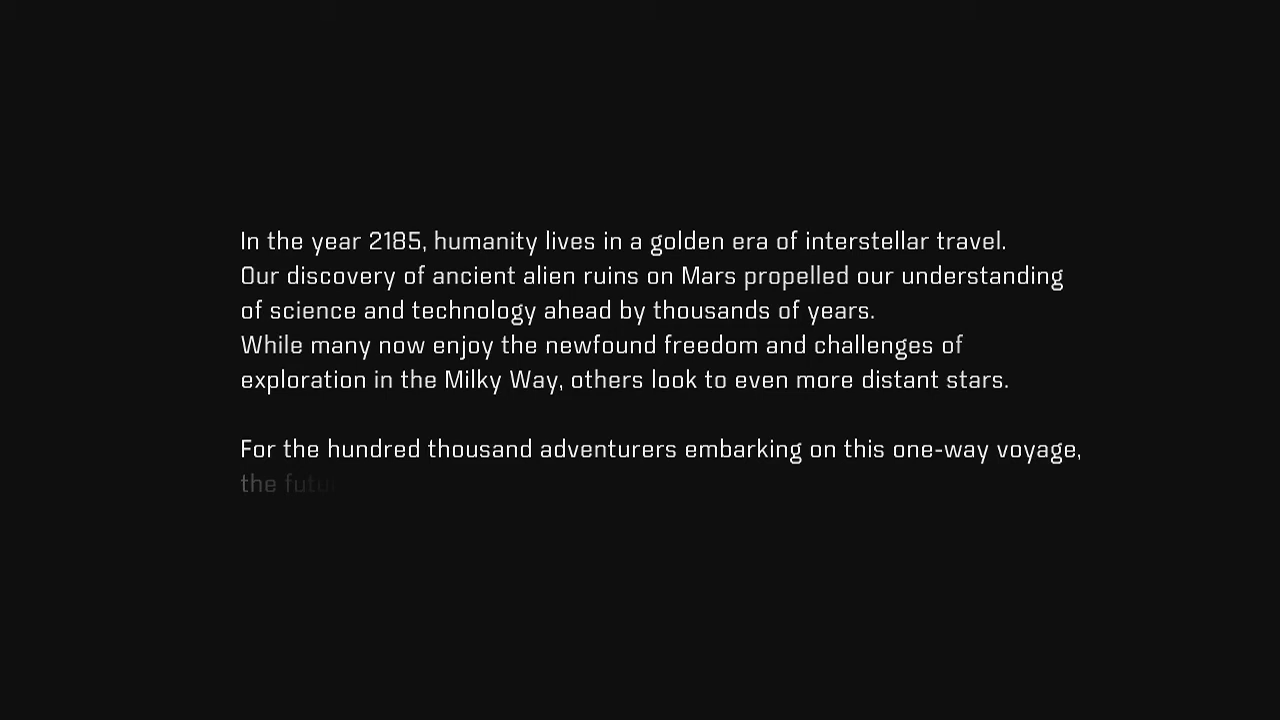 In the year 2185, humanity lives in a golden era of interstellar travel.
Our discovery of ancient alien ruins on Mars propelled our understanding
of science and technology ahead by thousands of years.
While many now enjoy the newfound freedom and challenges of
exploration in the Milky Way, others look to even more distant stars.
For the hundred thousand adventurers embarking on this one-way voyage,
the